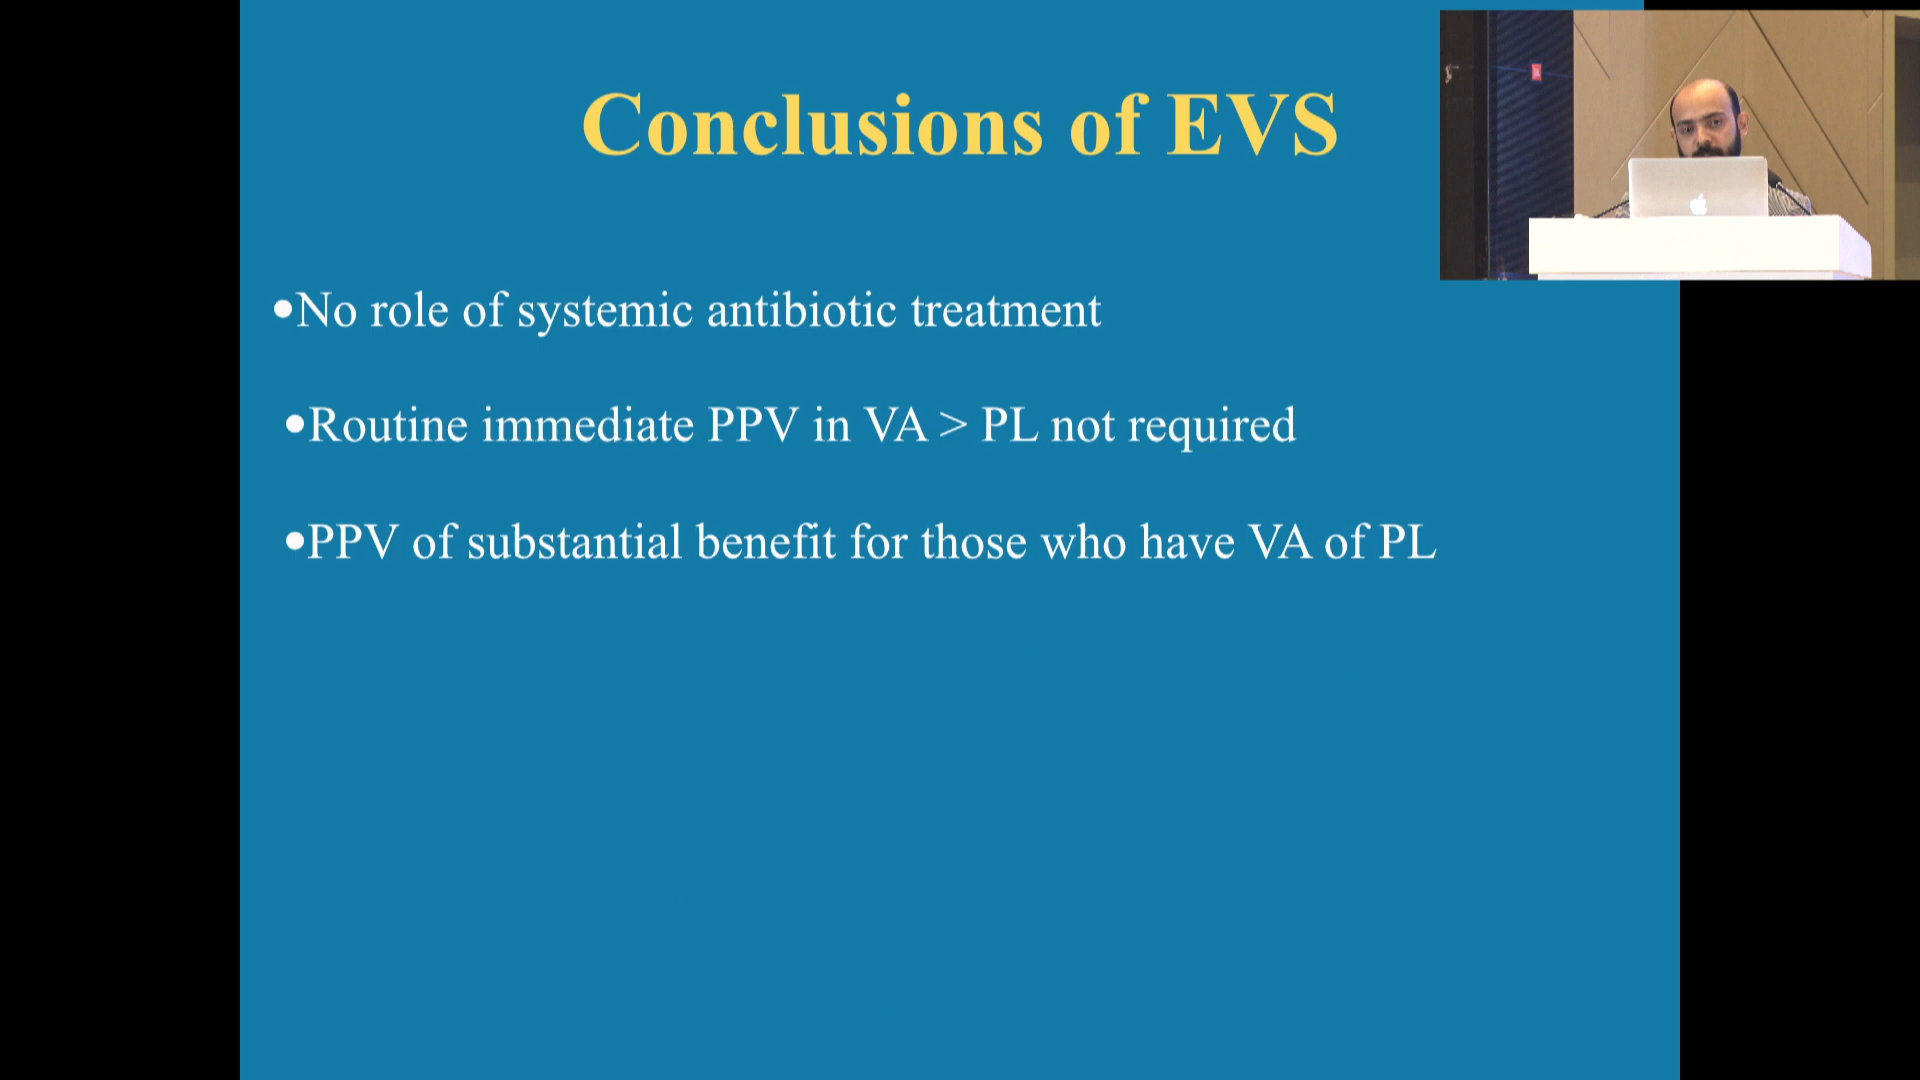 Conclusions of EVS
•No role of systemic antibiotic treatment
•Routine immediate PPV in VA > PL not required
•PPV of substantial benefit for those who have VA of PL